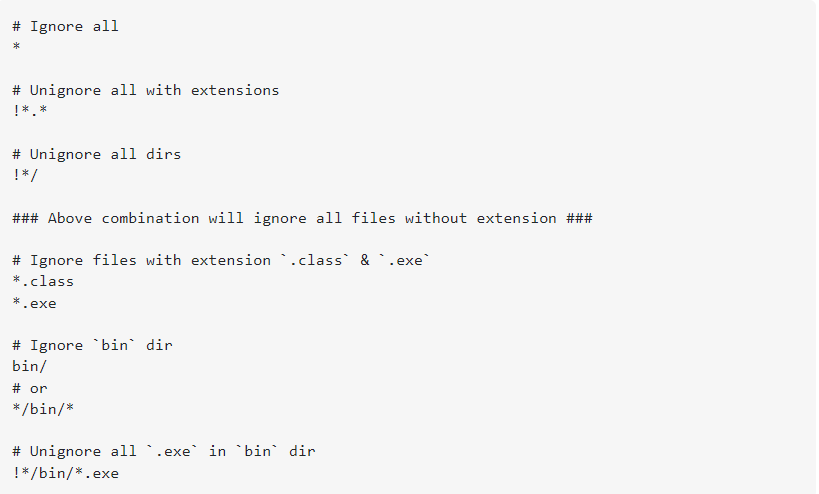 # Ignore all
*
# Unignore all with extensions
!*.*
# Unignore all dirs
!*/
### Above combination will ignore all files without extension ###
# Ignore files with extension `.class` & `.exe`
*.class
*.exe
# Ignore `bin` dir
bin/
# or
*/bin/*
# Unignore all `.exe` in `bin` dir
!*/bin/*.exe